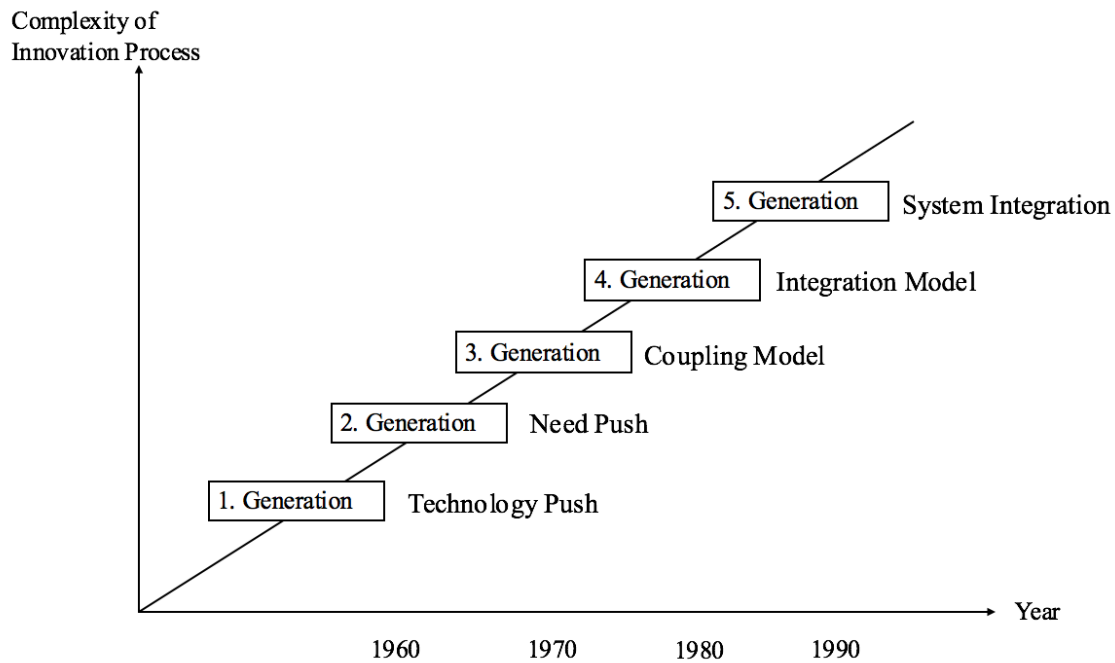 Complexity of
Innovation Process
5. Generation
System Integration
4. Generation
Integration Model
3. Generation
Coupling Model
2. Generation
Need Push
1. Generation
Technology Push
Year
1960
1970
1980
1990